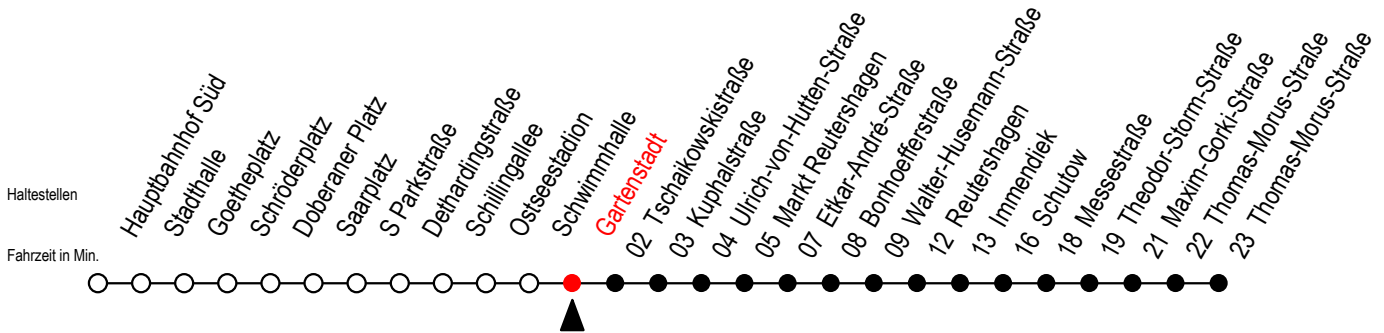 Haltestellen
Fahrzeit in Min.
Hauptbahnhof Süd
Stadthalle
Goetheplatz
Schröderplatz
Doberaner Platz
Saarplatz
S Parkstraße
Dethardingstraße
Schillingallee
Ostseestadion
Schwimmhalle
Gartenstadt
02 Tschaikowskistraße
03 Kuphalstraße
04 Ulrich-von-Hutten-Straße
05 Markt Reutershagen
07 Etkar-André-Straße
08 Bonhoefferstraße
09 Walter-Husemann-Straße
12 Reutershagen
13 Immendiek
16 Schutow
18 Messestraße
19 Theodor-Storm-Straße
21 Maxim-Gorki-Straße
22 Thomas-Morus-Straße
23 Thomas-Morus-Straße